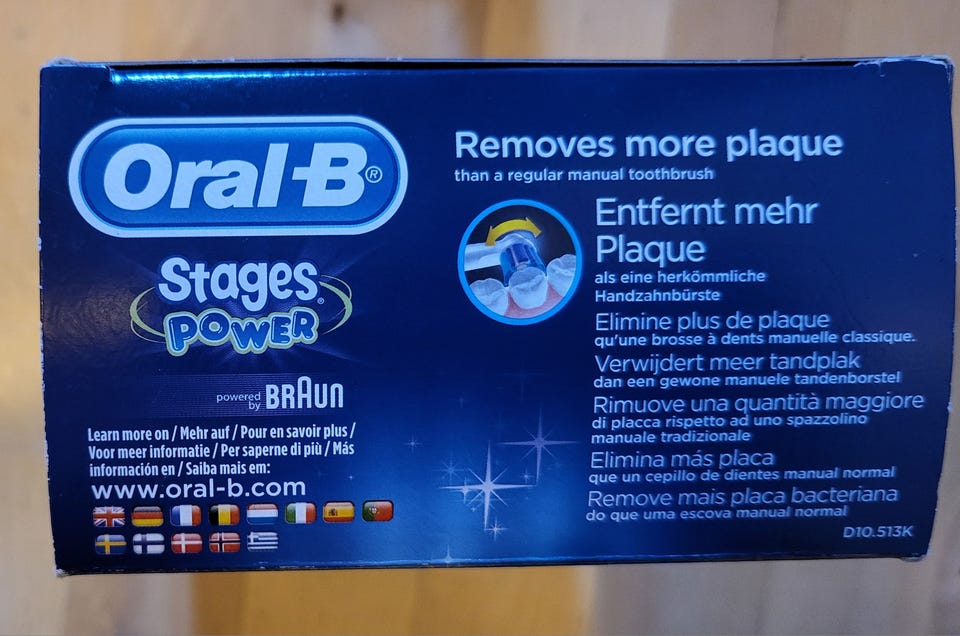 Oral-B®
Stages®
POWER
powered
by
BRAUN
Learn more on / Mehr auf / Pour en savoir plus /
Voor meer informatie / Per saperne di più / Más
información en / Saiba mais em:
www.oral-b.com
Removes more plaque
than a regular manual toothbrush
Entfernt mehr
Plaque
als eine herkömmliche
Handzahnbürste
Elimine plus de plaque
qu'une brosse à dents manuelle classique.
Verwijdert meer tandplak
dan een gewone manuele tandenborstel
Rimuove una quantità maggiore
di placca rispetto ad uno spazzolino
manuale tradizionale
Elimina más placa
que un cepillo de dientes manual normal
Remove mais placa bacteriana
do que uma escova manual normal
D10.513K